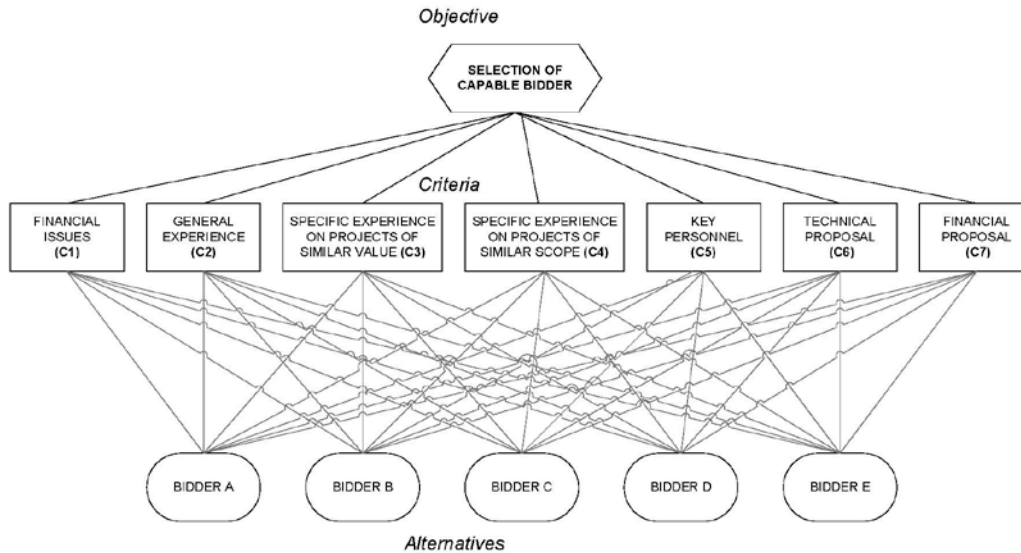 Objective
SELECTION OF
CAPABLE BIDDER
Criteria
FINANCIAL
ISSUES
(C1)
GENERAL
EXPERIENCE
(C2)
SPECIFIC EXPERIENCE
ON PROJECTS OF
SIMILAR VALUE (C3)
SPECIFIC EXPERIENCE
ON PROJECTS OF
SIMILAR SCOPE (C4)
KEY
PERSONNEL
(C5)
TECHNICAL
PROPOSAL
(C6)
FINANCIAL
PROPOSAL
(C7)
BIDDER A
BIDDER B
BIDDER C
BIDDER D
BIDDER E
Alternatives